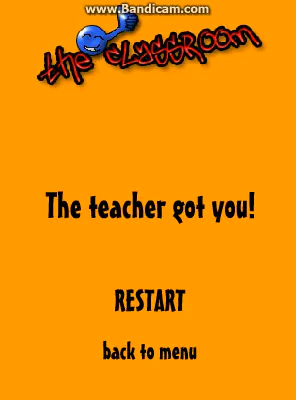 www.Bandicam.com
the classroom
The teacher got you!
RESTART
back to menu